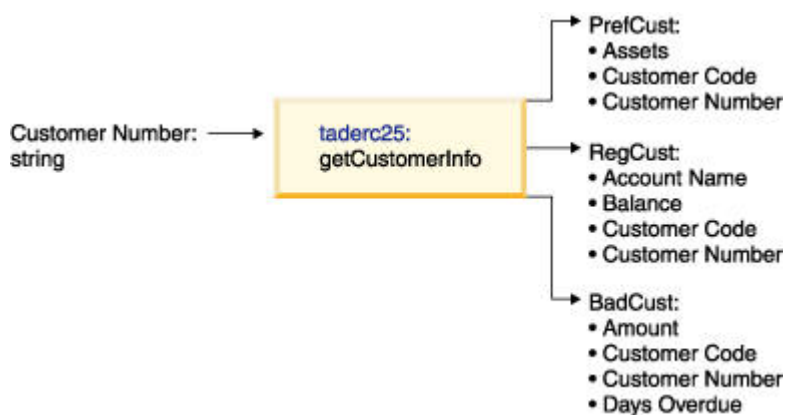 Customer Number:
string
taderc25:
getCustomerInfo
PrefCust:
• Assets
• Customer Code
• Customer Number
RegCust:
• Account Name
• Balance
• Customer Code
• Customer Number
BadCust:
• Amount
• Customer Code
• Customer Number
• Days Overdue